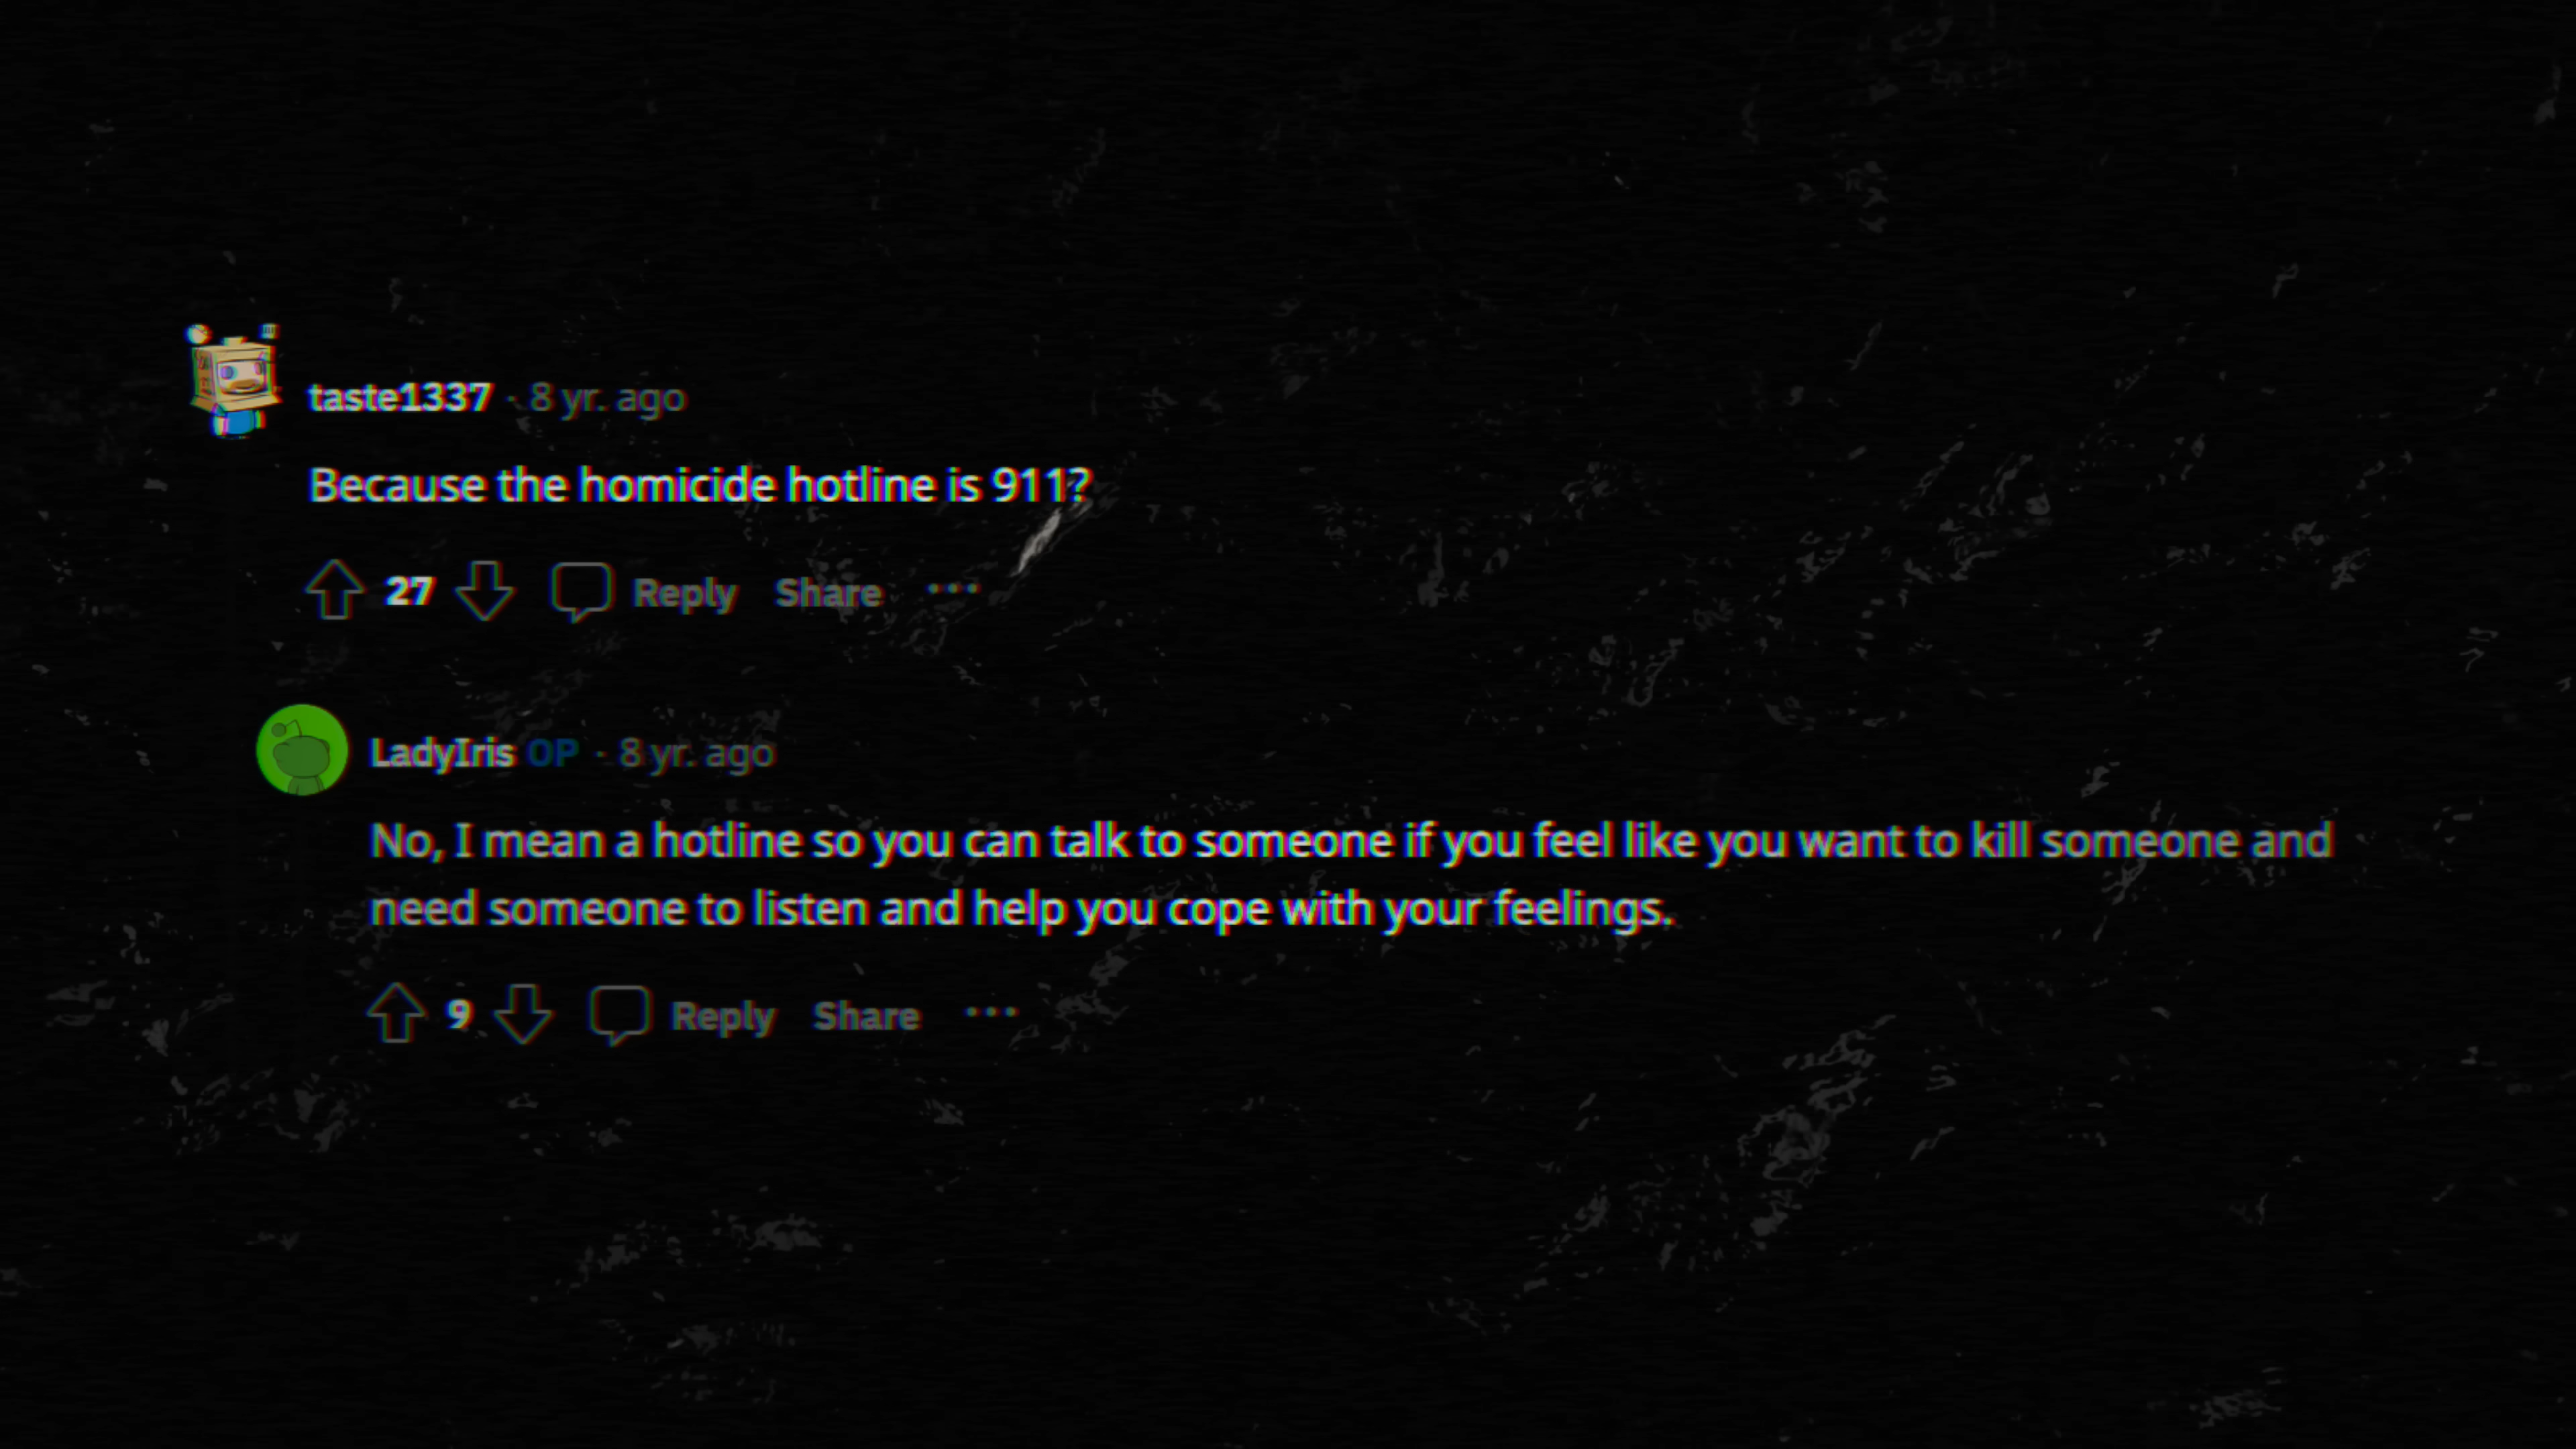 taste1337 · 8 yr. ago
Because the homicide hotline is 911?
27 Reply Share ...
LadyIris OP · 8 yr. ago
No, I mean a hotline so you can talk to someone if you feel like you want to kill someone and
need someone to listen and help you cope with your feelings.
9 Reply Share ...